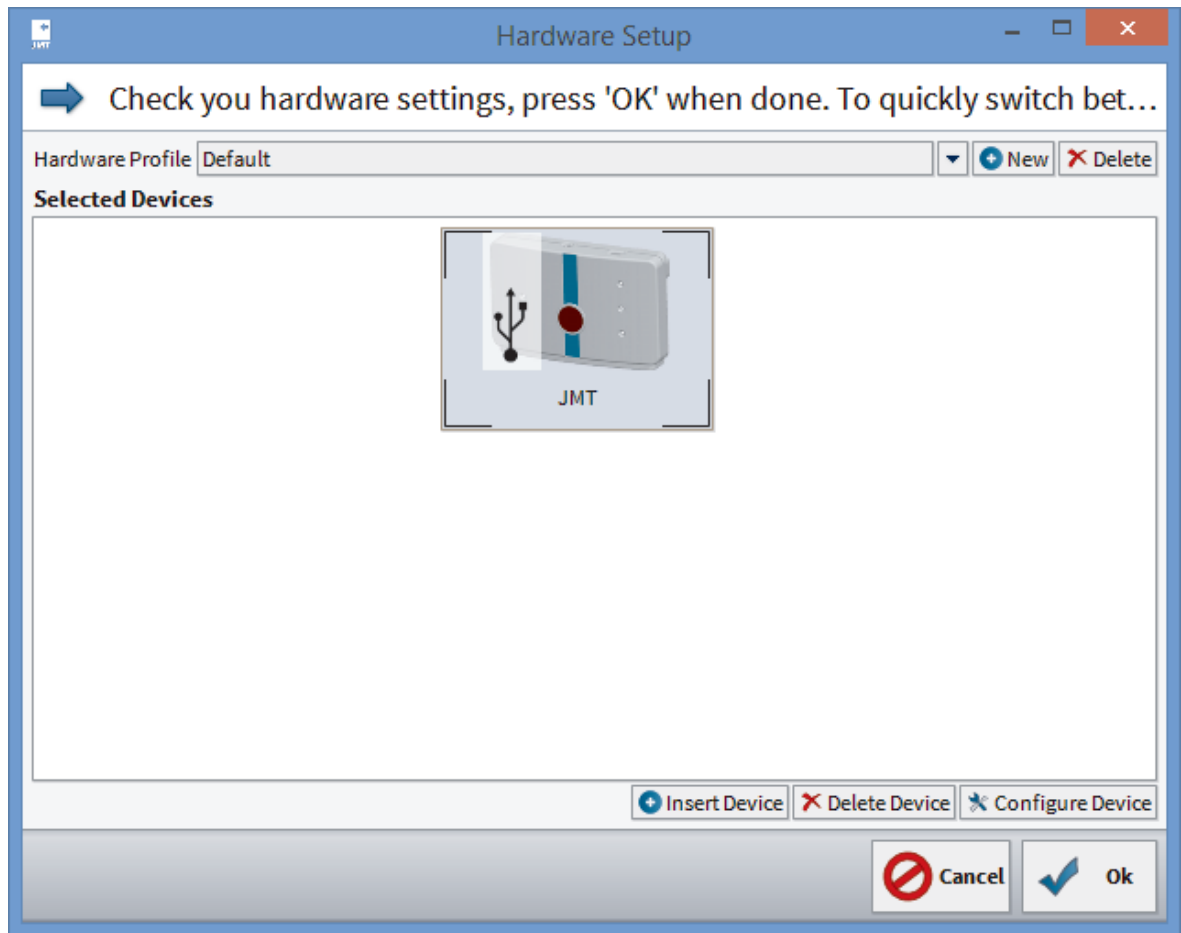 JMT
Hardware Setup
Check you hardware settings, press 'OK' when done. To quickly switch bet...
Hardware Profile Default New Delete
Selected Devices
JMT
Insert Device Delete Device Configure Device
Cancel Ok